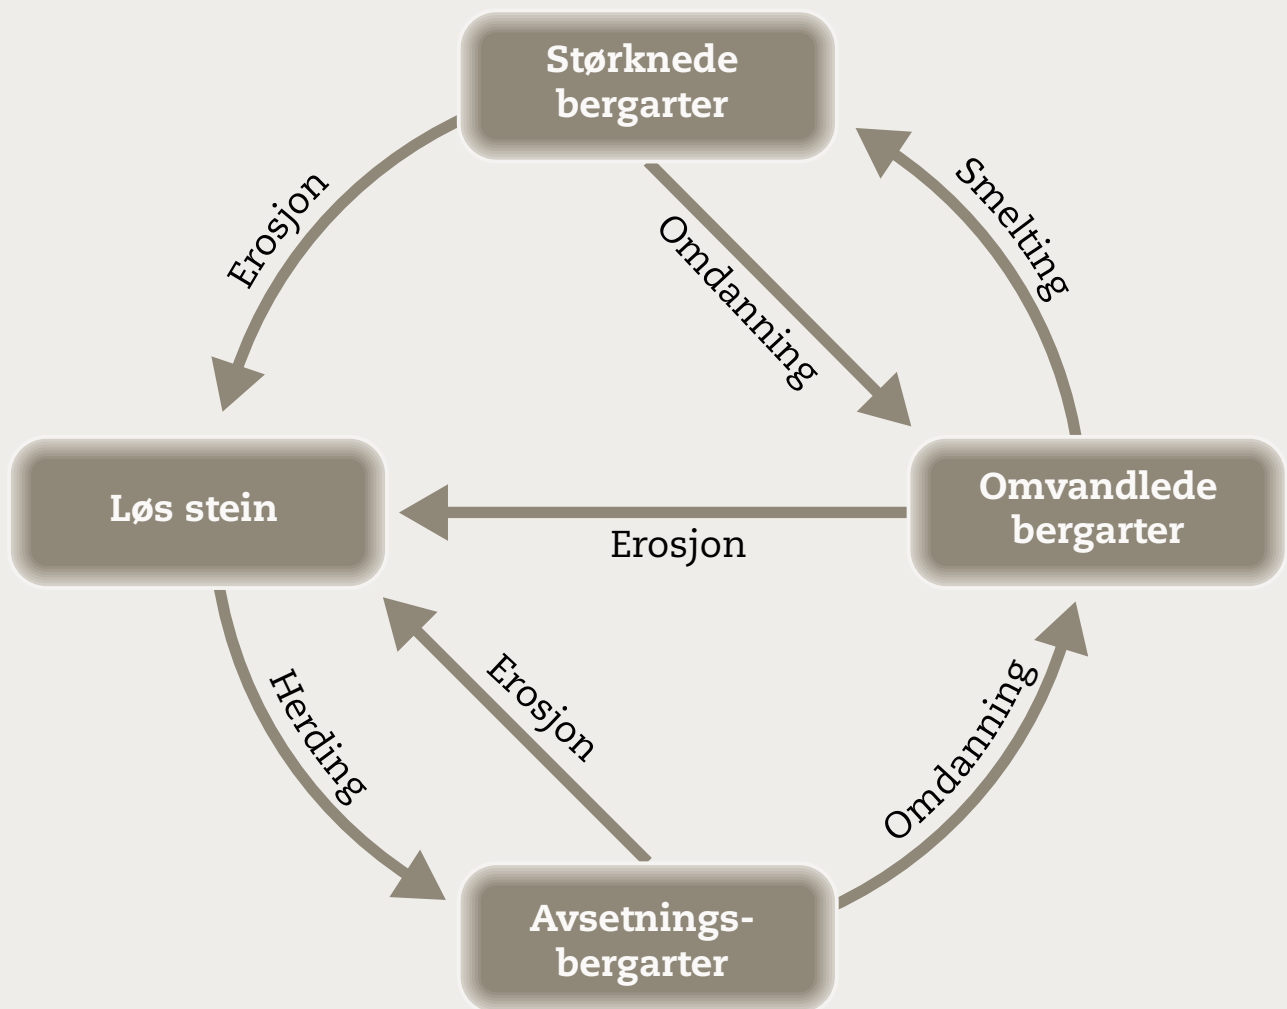 Størknede
bergarter
Erosjon
Omdanning
Smelting
Løs stein
Erosjon
Omvandlede
bergarter
Herding
Erosjon
Omdanning
Avsetnings-
bergarter